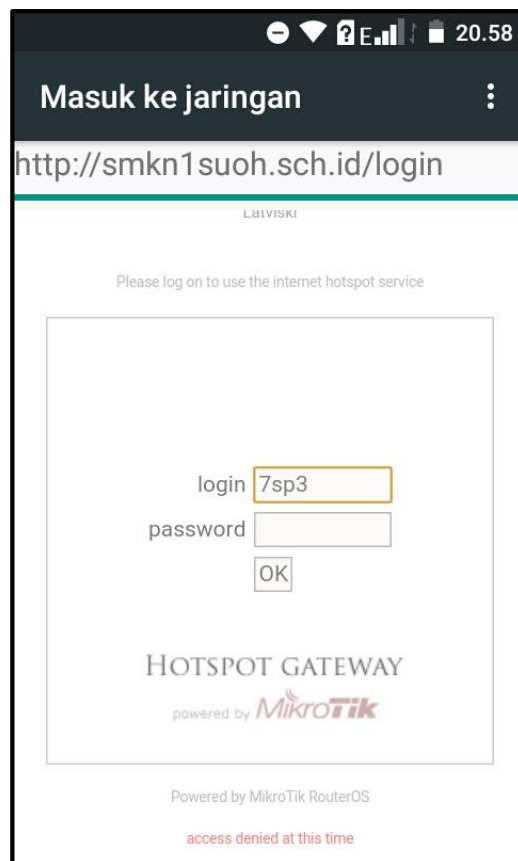 ? E 20.58
Masuk ke jaringan
http://smkn1suoh.sch.id/login
Latviski
Please log on to use the internet hotspot service
login 7sp3
password
OK
HOTSPOT GATEWAY
powered by MikroTik
Powered by MikroTik RouterOS
access denied at this time